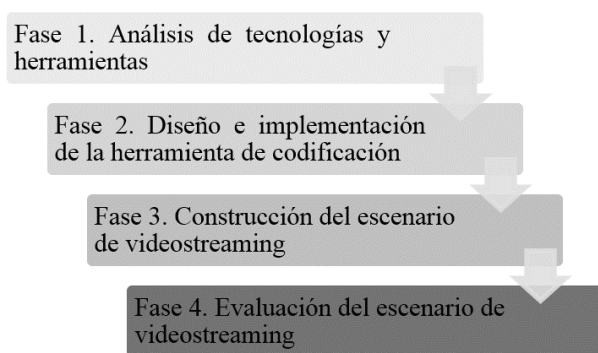 Fase 1. Análisis de tecnologías y
herramientas
Fase 2. Diseño e implementación
de la herramienta de codificación
Fase 3. Construcción del escenario
de videostreaming
Fase 4. Evaluación del escenario de
videostreaming